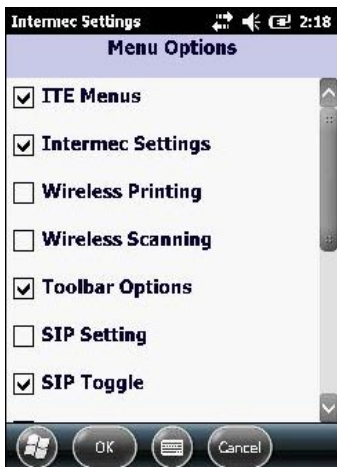 Intermec Settings 2:18
Menu Options
ITE Menus
Intermec Settings
Wireless Printing
Wireless Scanning
Toolbar Options
SIP Setting
SIP Toggle
OK Cancel